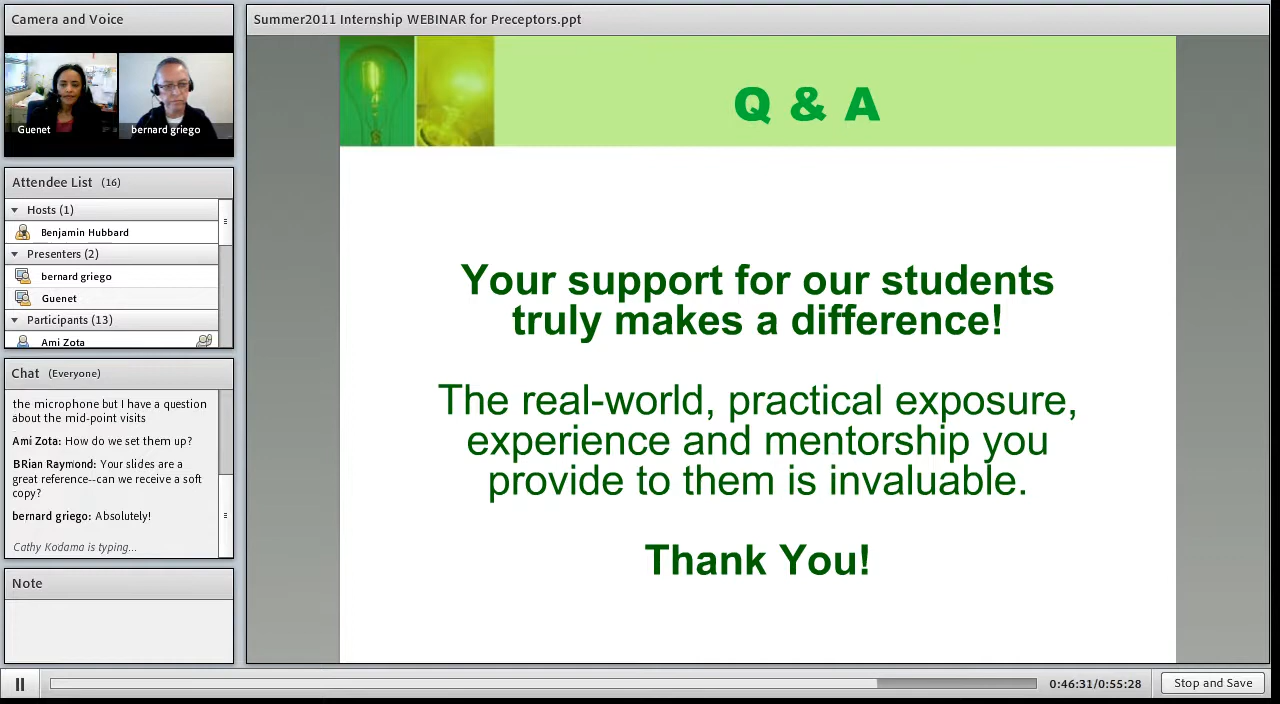 Camera and Voice
Guenet
bernard griego
Attendee List (16)
Hosts (1)
Benjamin Hubbard
Presenters (2)
bernard griego
Guenet
Participants (13)
Ami Zota
Chat (Everyone)
the microphone but I have a question
about the mid-point visits
Ami Zota: How do we set them up?
BRian Raymond: Your slides are a
great reference--can we receive a soft
copy?
bernard griego: Absolutely!
Cathy Kodama is typing...
Note
Summer2011 Internship WEBINAR for Preceptors.ppt
Q & A
Your support for our students
truly makes a difference!
The real-world, practical exposure,
experience and mentorship you
provide to them is invaluable.
Thank You!
0:46:31/0:55:28
Stop and Save